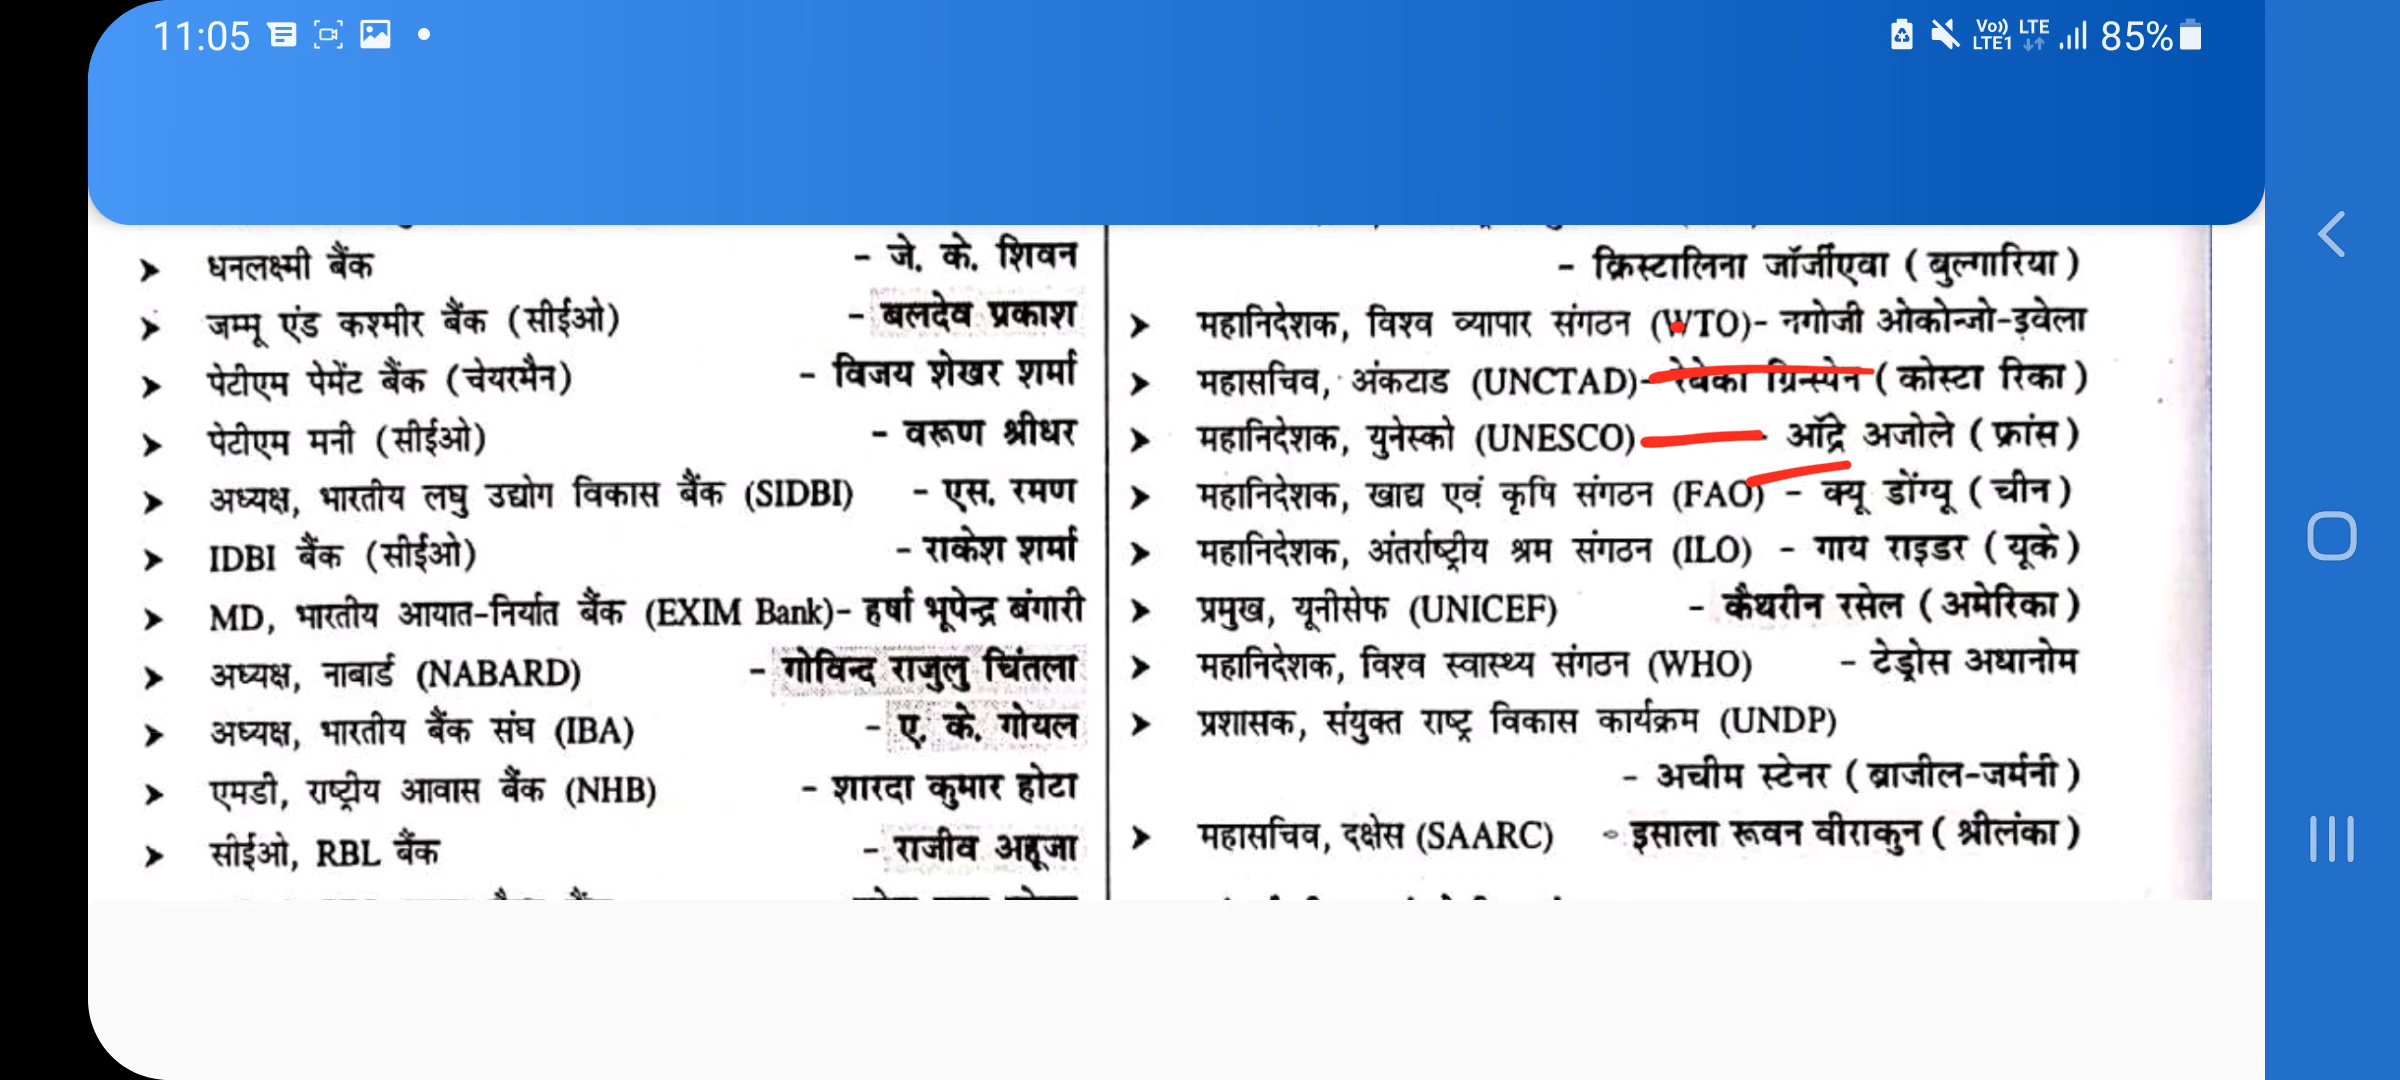 11:05
Vo)) LTE
LTE1
85%
➤ धनलक्ष्मी बैंक - जे. के. शिवन
➤ जम्मू एंड कश्मीर बैंक (सीईओ) - बलदेव प्रकाश
➤ पेटीएम पेमेंट बैंक (चेयरमैन) - विजय शेखर शर्मा
➤ पेटीएम मनी (सीईओ) - वरूण श्रीधर
➤ अध्यक्ष, भारतीय लघु उद्योग विकास बैंक (SIDBI) - एस. रमण
➤ IDBI बैंक (सीईओ) - राकेश शर्मा
➤ MD, भारतीय आयात-निर्यात बैंक (EXIM Bank)- हर्षा भूपेन्द्र बंगारी
➤ अध्यक्ष, नाबार्ड (NABARD) - गोविन्द राजुलु चिंतला
➤ अध्यक्ष, भारतीय बैंक संघ (IBA) - ए. के. गोयल
➤ एमडी, राष्ट्रीय आवास बैंक (NHB) - शारदा कुमार होटा
➤ सीईओ, RBL बैंक - राजीव अहूजा
- क्रिस्टालिना जॉर्जीएवा (बुल्गारिया)
➤ महानिदेशक, विश्व व्यापार संगठन (WTO)- नगोजी ओकोन्जो-इवेला
➤ महासचिव, अंकटाड (UNCTAD)- रेबेका ग्रिन्स्पेन (कोस्टा रिका)
➤ महानिदेशक, युनेस्को (UNESCO) - ऑद्रे अजोले (फ्रांस)
➤ महानिदेशक, खाद्य एवं कृषि संगठन (FAO) - क्यू डोंग्यू (चीन)
➤ महानिदेशक, अंतर्राष्ट्रीय श्रम संगठन (ILO) - गाय राइडर (यूके)
➤ प्रमुख, यूनीसेफ (UNICEF) - कैथरीन रसेल (अमेरिका)
➤ महानिदेशक, विश्व स्वास्थ्य संगठन (WHO) - टेड्रोस अधानोम
➤ प्रशासक, संयुक्त राष्ट्र विकास कार्यक्रम (UNDP)
- अचीम स्टेनर (ब्राजील-जर्मनी)
➤ महासचिव, दक्षेस (SAARC) - इसाला रूवन वीराकुन (श्रीलंका)